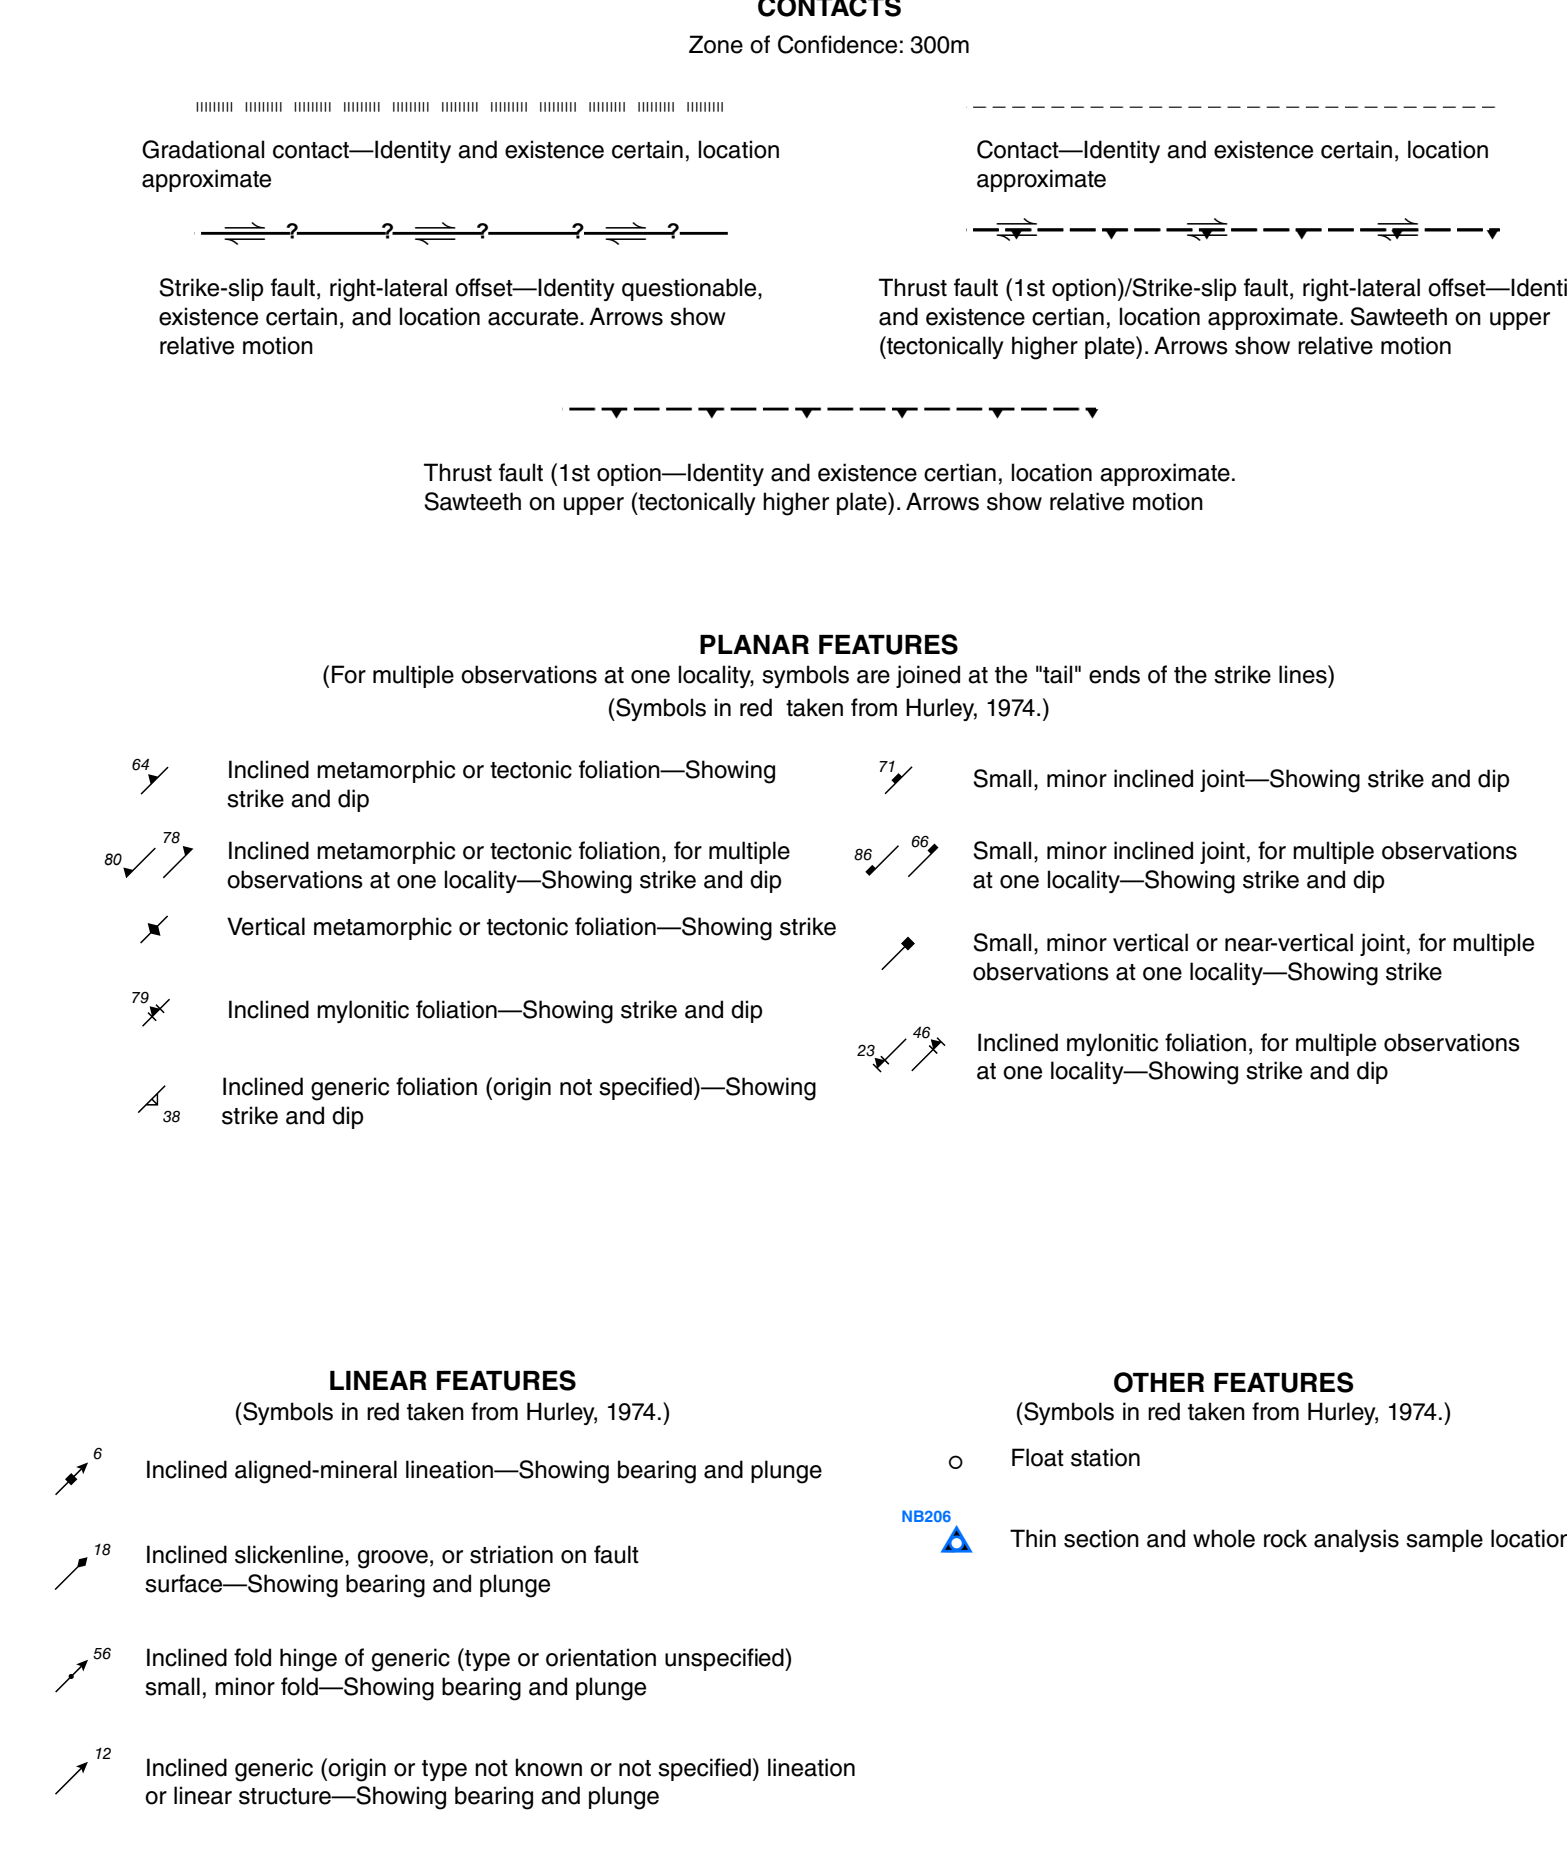 CONTACTS
Zone of Confidence: 300m
Gradational contact—Identity and existence certain, location
approximate
Contact—Identity and existence certain, location
approximate
? ? ? ? ?
Strike-slip fault, right-lateral offset—Identity questionable,
existence certain, and location accurate. Arrows show
relative motion
Thrust fault (1st option)/Strike-slip fault, right-lateral offset—Identi
and existence certian, location approximate. Sawteeth on upper
(tectonically higher plate). Arrows show relative motion
Thrust fault (1st option—Identity and existence certian, location approximate.
Sawteeth on upper (tectonically higher plate). Arrows show relative motion
PLANAR FEATURES
(For multiple observations at one locality, symbols are joined at the "tail" ends of the strike lines)
(Symbols in red  taken from Hurley, 1974.)
64
Inclined metamorphic or tectonic foliation—Showing
strike and dip
80 78
Inclined metamorphic or tectonic foliation, for multiple
observations at one locality—Showing strike and dip
Vertical metamorphic or tectonic foliation—Showing strike
79
Inclined mylonitic foliation—Showing strike and dip
38
Inclined generic foliation (origin not specified)—Showing
strike and dip
71
Small, minor inclined joint—Showing strike and dip
86 66
Small, minor inclined joint, for multiple observations
at one locality—Showing strike and dip
Small, minor vertical or near-vertical joint, for multiple
observations at one locality—Showing strike
23 46
Inclined mylonitic foliation, for multiple observations
at one locality—Showing strike and dip
LINEAR FEATURES
(Symbols in red taken from Hurley, 1974.)
6
Inclined aligned-mineral lineation—Showing bearing and plunge
18
Inclined slickenline, groove, or striation on fault
surface—Showing bearing and plunge
56
Inclined fold hinge of generic (type or orientation unspecified)
small, minor fold—Showing bearing and plunge
12
Inclined generic (origin or type not known or not specified) lineation
or linear structure—Showing bearing and plunge
OTHER FEATURES
(Symbols in red taken from Hurley, 1974.)
Float station
NB206
Thin section and whole rock analysis sample location